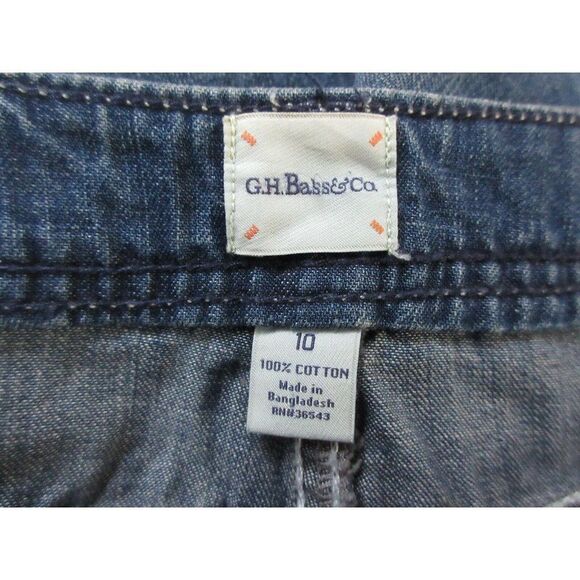 G.H.Bass&Co.
10
100% COTTON
Made in
Bangladesh
RN#36543